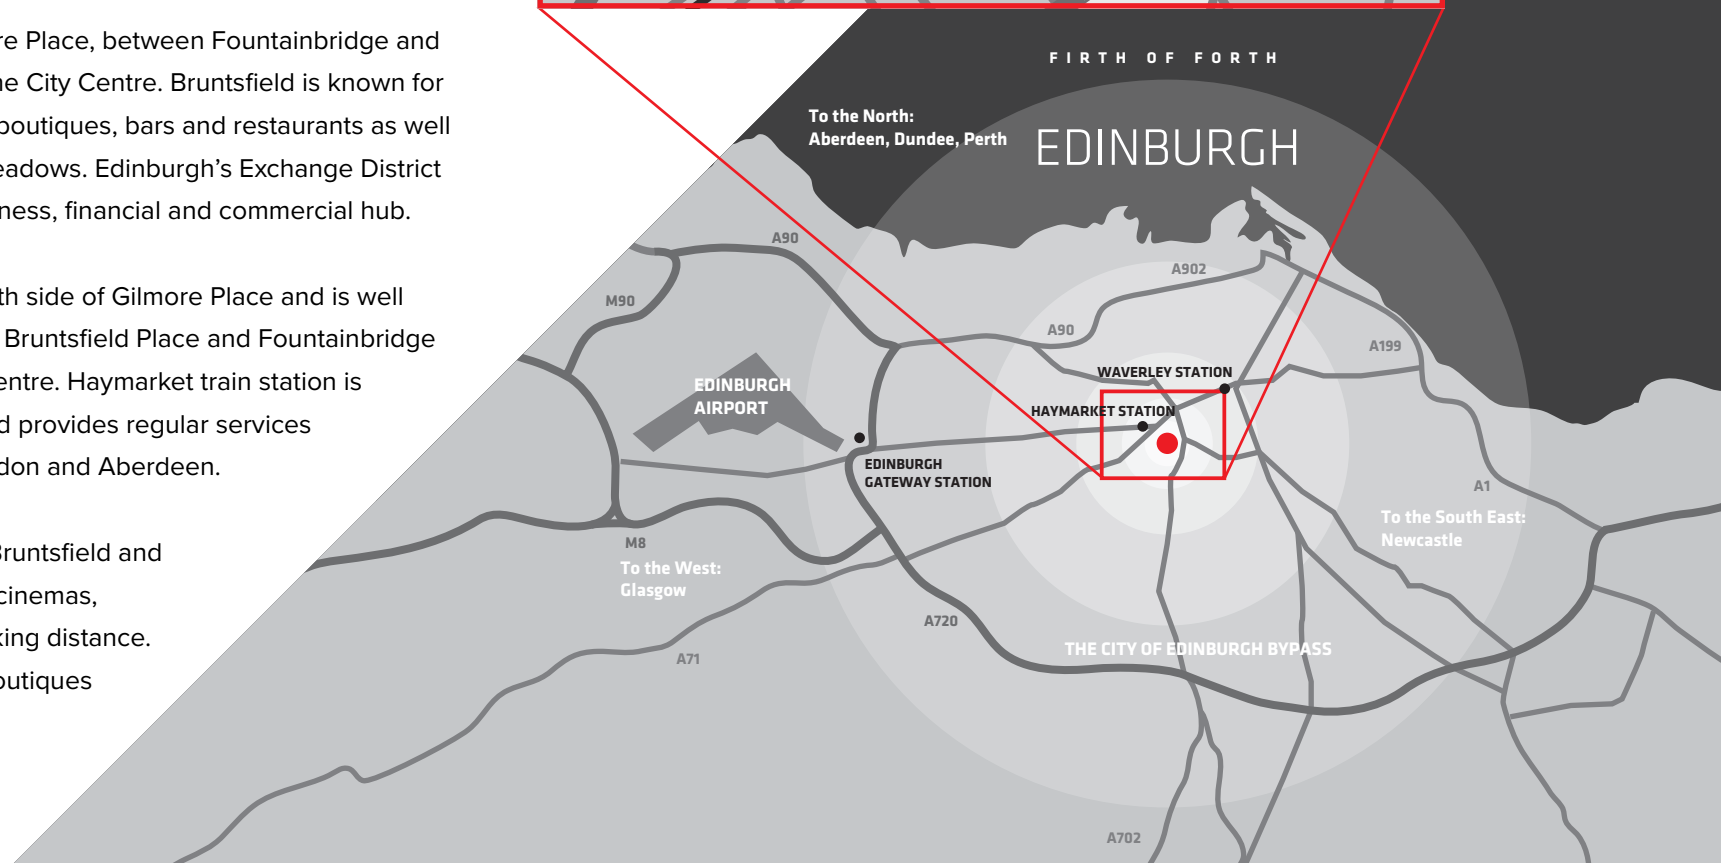 re Place, between Fountainbridge and
he City Centre. Bruntsfield is known for
boutiques, bars and restaurants as well
eadows. Edinburgh’s Exchange District
ness, financial and commercial hub.
th side of Gilmore Place and is well
Bruntsfield Place and Fountainbridge
entre. Haymarket train station is
d provides regular services
don and Aberdeen.
Bruntsfield and
cinemas,
king distance.
outiques
FIRTH OF FORTH
To the North:
Aberdeen, Dundee, Perth
EDINBURGH
A90
A902
M90
A90
A199
WAVERLEY STATION
EDINBURGH
AIRPORT
HAYMARKET STATION
EDINBURGH
GATEWAY STATION
A1
To the South East:
Newcastle
M8
To the West:
Glasgow
A720
THE CITY OF EDINBURGH BYPASS
A71
A702